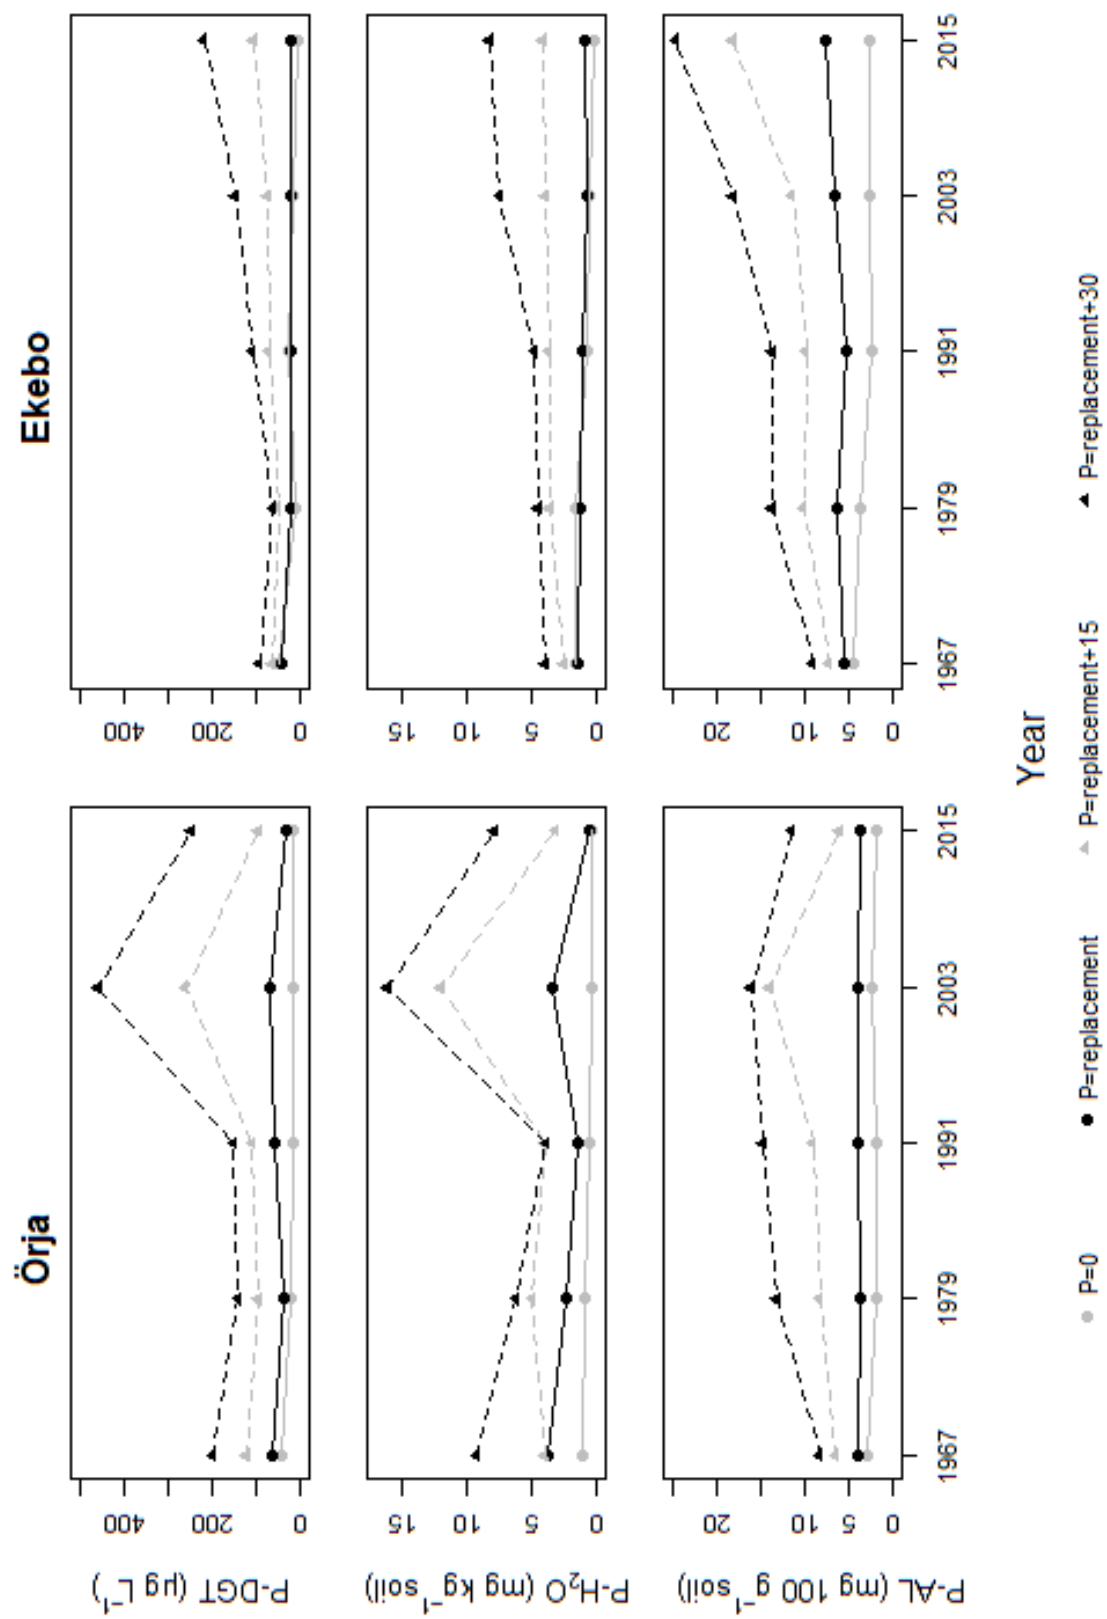 Örja
Ekebo
P-DGT (µg L⁻¹)
0 200 400
0 200 400
P-H₂O (mg kg⁻¹soil)
0 5 10 15
0 5 10 15
P-AL (mg 100 g⁻¹soil)
0 5 10 20
0 5 10 20
1967 1979 1991 2003 2015
1967 1979 1991 2003 2015
Year
P=0 P=replacement P=replacement+15 P=replacement+30